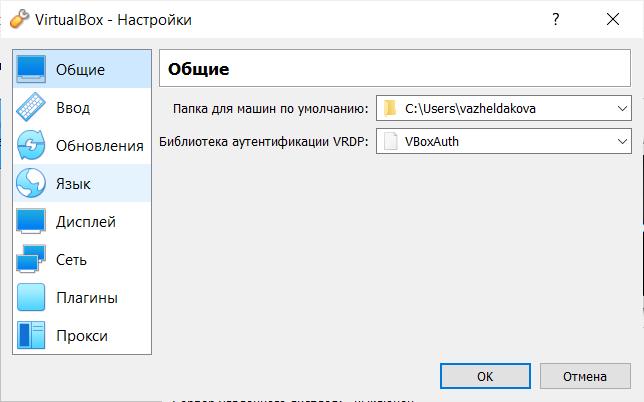 VirtualBox - Настройки
?
Общие
Ввод
Обновления
Язык
Дисплей
Сеть
Плагины
Прокси
Общие
Папка для машин по умолчанию: C:\Users\vazheldakova
Библиотека аутентификации VRDP: VBoxAuth
OK
Отмена